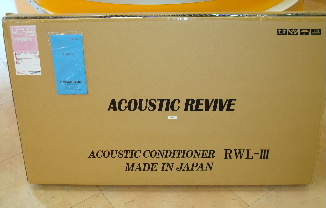 ACOUSTIC REVIVE
ACOUSTIC CONDITIONER RWL-III
MADE IN JAPAN